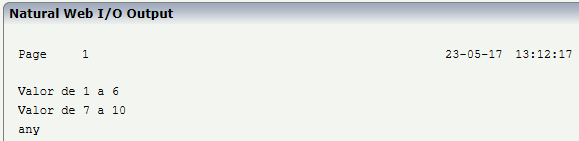 Natural Web I/O Output
Page 1 23-05-17 13:12:17
Valor de 1 a 6
Valor de 7 a 10
any